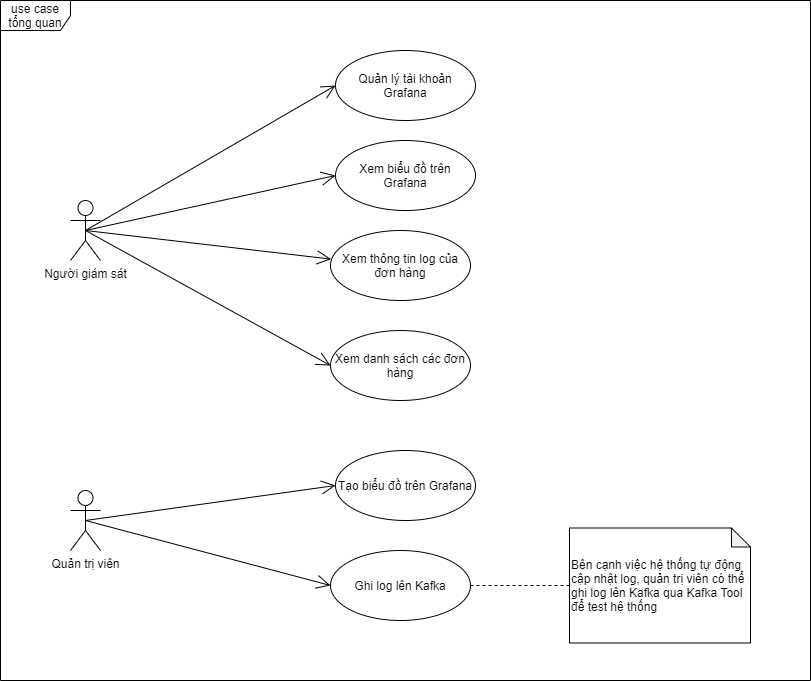 use case
tổng quan
Quản lý tài khoản
Grafana
Xem biểu đồ trên
Grafana
Người giám sát
Xem thông tin log của
đơn hàng
Xem danh sách các đơn
hàng
Tạo biểu đồ trên Grafana
Quản trị viên
Ghi log lên Kafka
Bên cạnh việc hệ thống tự động
cập nhật log, quản trị viên có thể
ghi log lên Kafka qua Kafka Tool
để test hệ thống